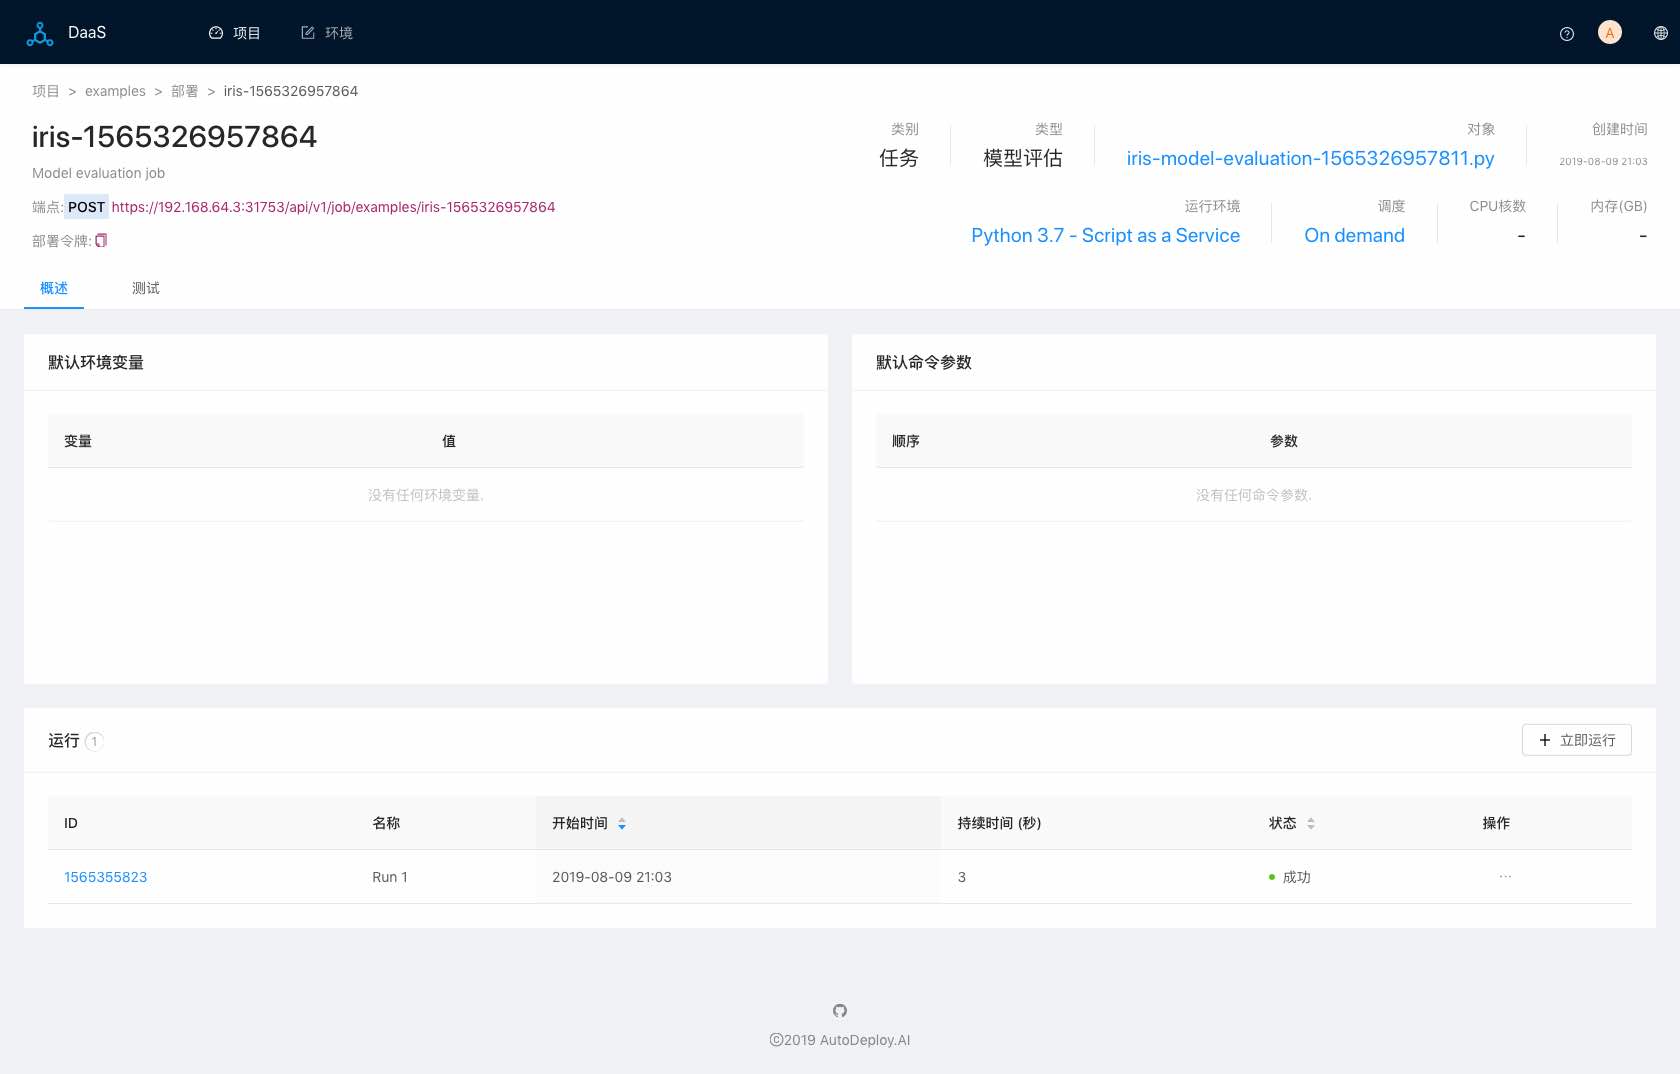 DaaS 项目 环境 A
项目 > examples > 部署 > iris-1565326957864
iris-1565326957864
Model evaluation job
端点: POST https://192.168.64.3:31753/api/v1/job/examples/iris-1565326957864
部署令牌:
类别 类型 对象 创建时间
任务 模型评估 iris-model-evaluation-1565326957811.py 2019-08-09 21:03
运行环境 调度 CPU核数 内存(GB)
Python 3.7 - Script as a Service On demand - -
概述 测试
默认环境变量
变量 值
没有任何环境变量.
默认命令参数
顺序 参数
没有任何命令参数.
运行 1
+ 立即运行
ID 名称 开始时间 持续时间 (秒) 状态 操作
1565355823 Run 1 2019-08-09 21:03 3 成功 ···
©2019 AutoDeploy.AI